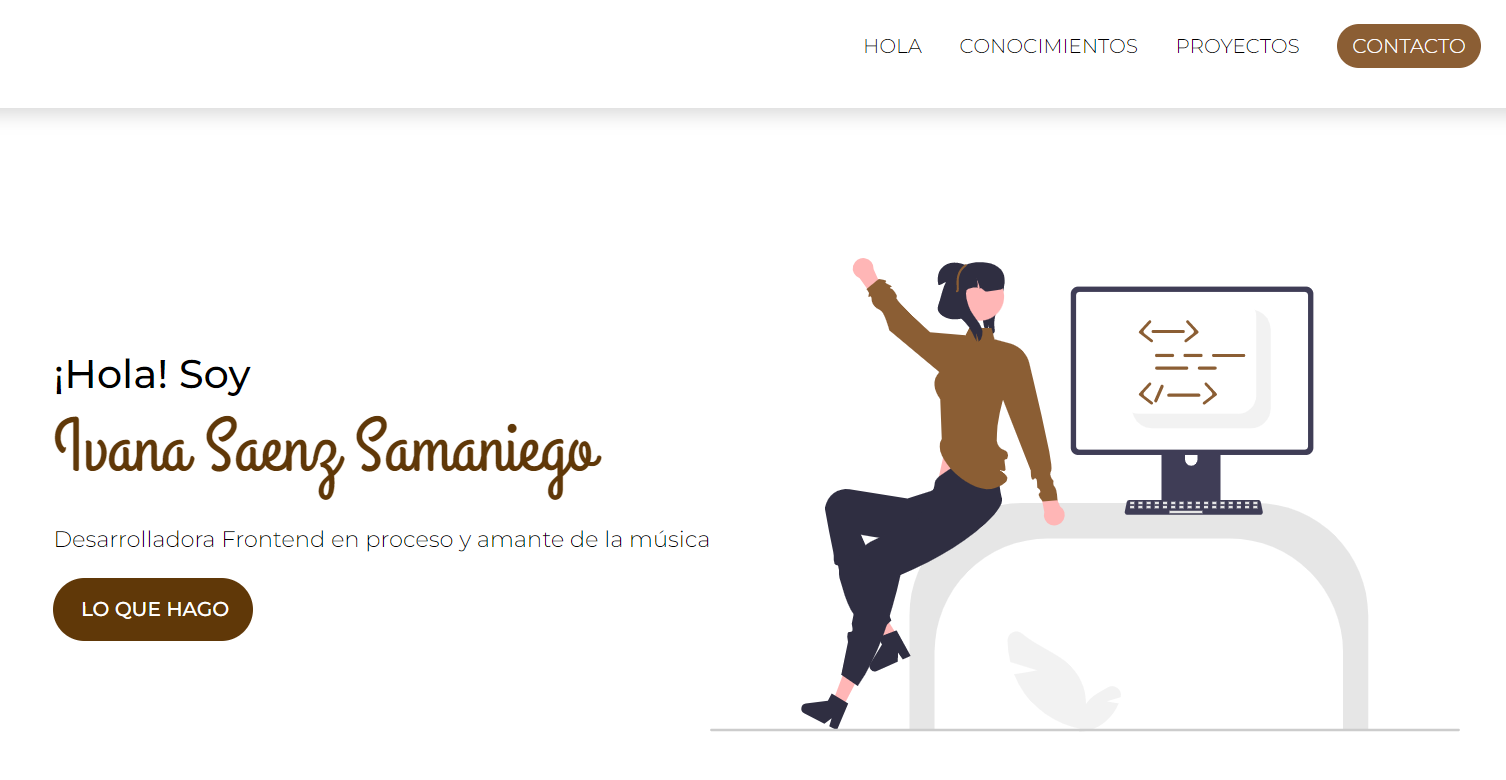 HOLA CONOCIMIENTOS PROYECTOS CONTACTO
¡Hola! Soy
Ivana Saenz Samaniego
Desarrolladora Frontend en proceso y amante de la música
LO QUE HAGO